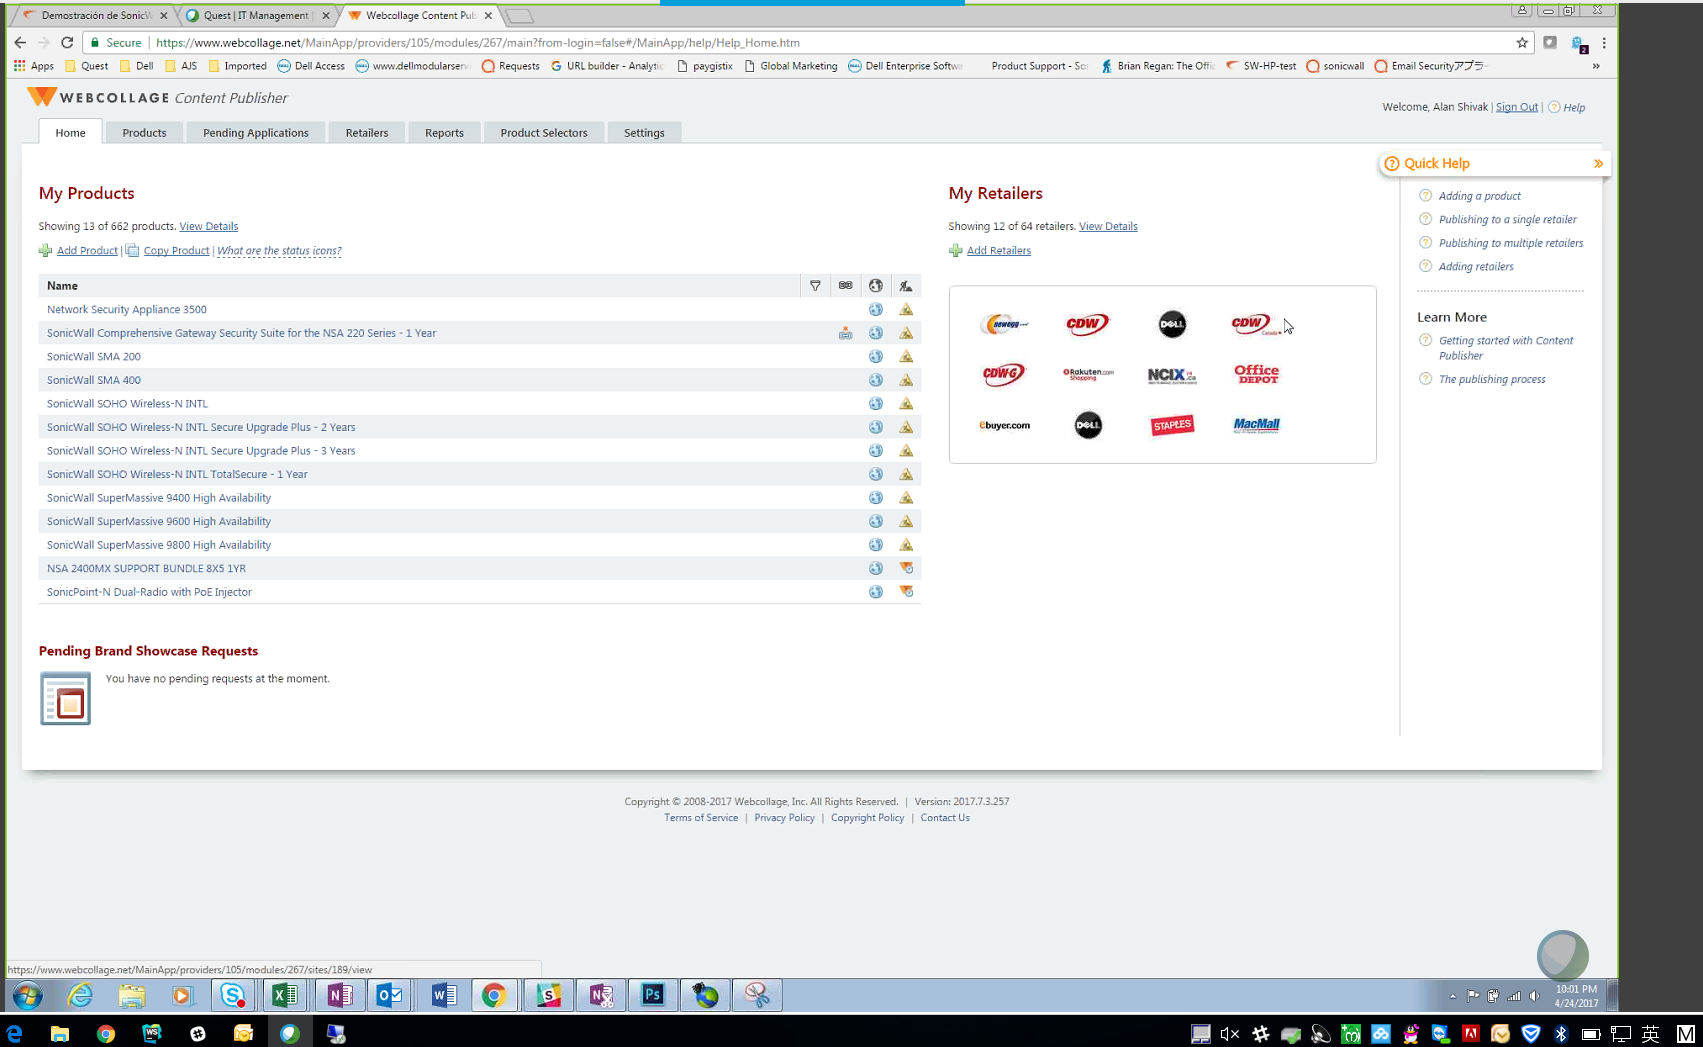 Demostración de SonicW
Quest | IT Management
Webcollage Content Pub
Secure
https://www.webcollage.net/MainApp/providers/105/modules/267/main?from-login=false#/MainApp/help/Help_Home.htm
Apps
Quest
Dell
AJS
Imported
Dell Access
www.dellmodularserv
Requests
URL builder - Analytic
paygistix
Global Marketing
Dell Enterprise Softwa
Product Support - So
Brian Regan: The Offi
SW-HP-test
sonicwall
Email Securityアプラ
WEBCOLLAGE Content Publisher
Welcome, Alan Shivak | Sign Out | Help
Home
Products
Pending Applications
Retailers
Reports
Product Selectors
Settings
Quick Help
My Products
Showing 13 of 662 products. View Details
Add Product | Copy Product | What are the status icons?
Name
Network Security Appliance 3500
SonicWall Comprehensive Gateway Security Suite for the NSA 220 Series - 1 Year
SonicWall SMA 200
SonicWall SMA 400
SonicWall SOHO Wireless-N INTL
SonicWall SOHO Wireless-N INTL Secure Upgrade Plus - 2 Years
SonicWall SOHO Wireless-N INTL Secure Upgrade Plus - 3 Years
SonicWall SOHO Wireless-N INTL TotalSecure - 1 Year
SonicWall SuperMassive 9400 High Availability
SonicWall SuperMassive 9600 High Availability
SonicWall SuperMassive 9800 High Availability
NSA 2400MX SUPPORT BUNDLE 8X5 1YR
SonicPoint-N Dual-Radio with PoE Injector
Pending Brand Showcase Requests
You have no pending requests at the moment.
My Retailers
Showing 12 of 64 retailers. View Details
Add Retailers
newegg.com
CDW
DELL
CDW Canada
CDW·G
Rakuten.com Shopping
NCIX.ca
Office DEPOT
ebuyer.com
DELL
STAPLES
MacMall
Adding a product
Publishing to a single retailer
Publishing to multiple retailers
Adding retailers
Learn More
Getting started with Content
Publisher
The publishing process
Copyright © 2008-2017 Webcollage, Inc. All Rights Reserved. | Version: 2017.7.3.257
Terms of Service | Privacy Policy | Copyright Policy | Contact Us
https://www.webcollage.net/MainApp/providers/105/modules/267/sites/189/view
10:01 PM
4/24/2017
英
M